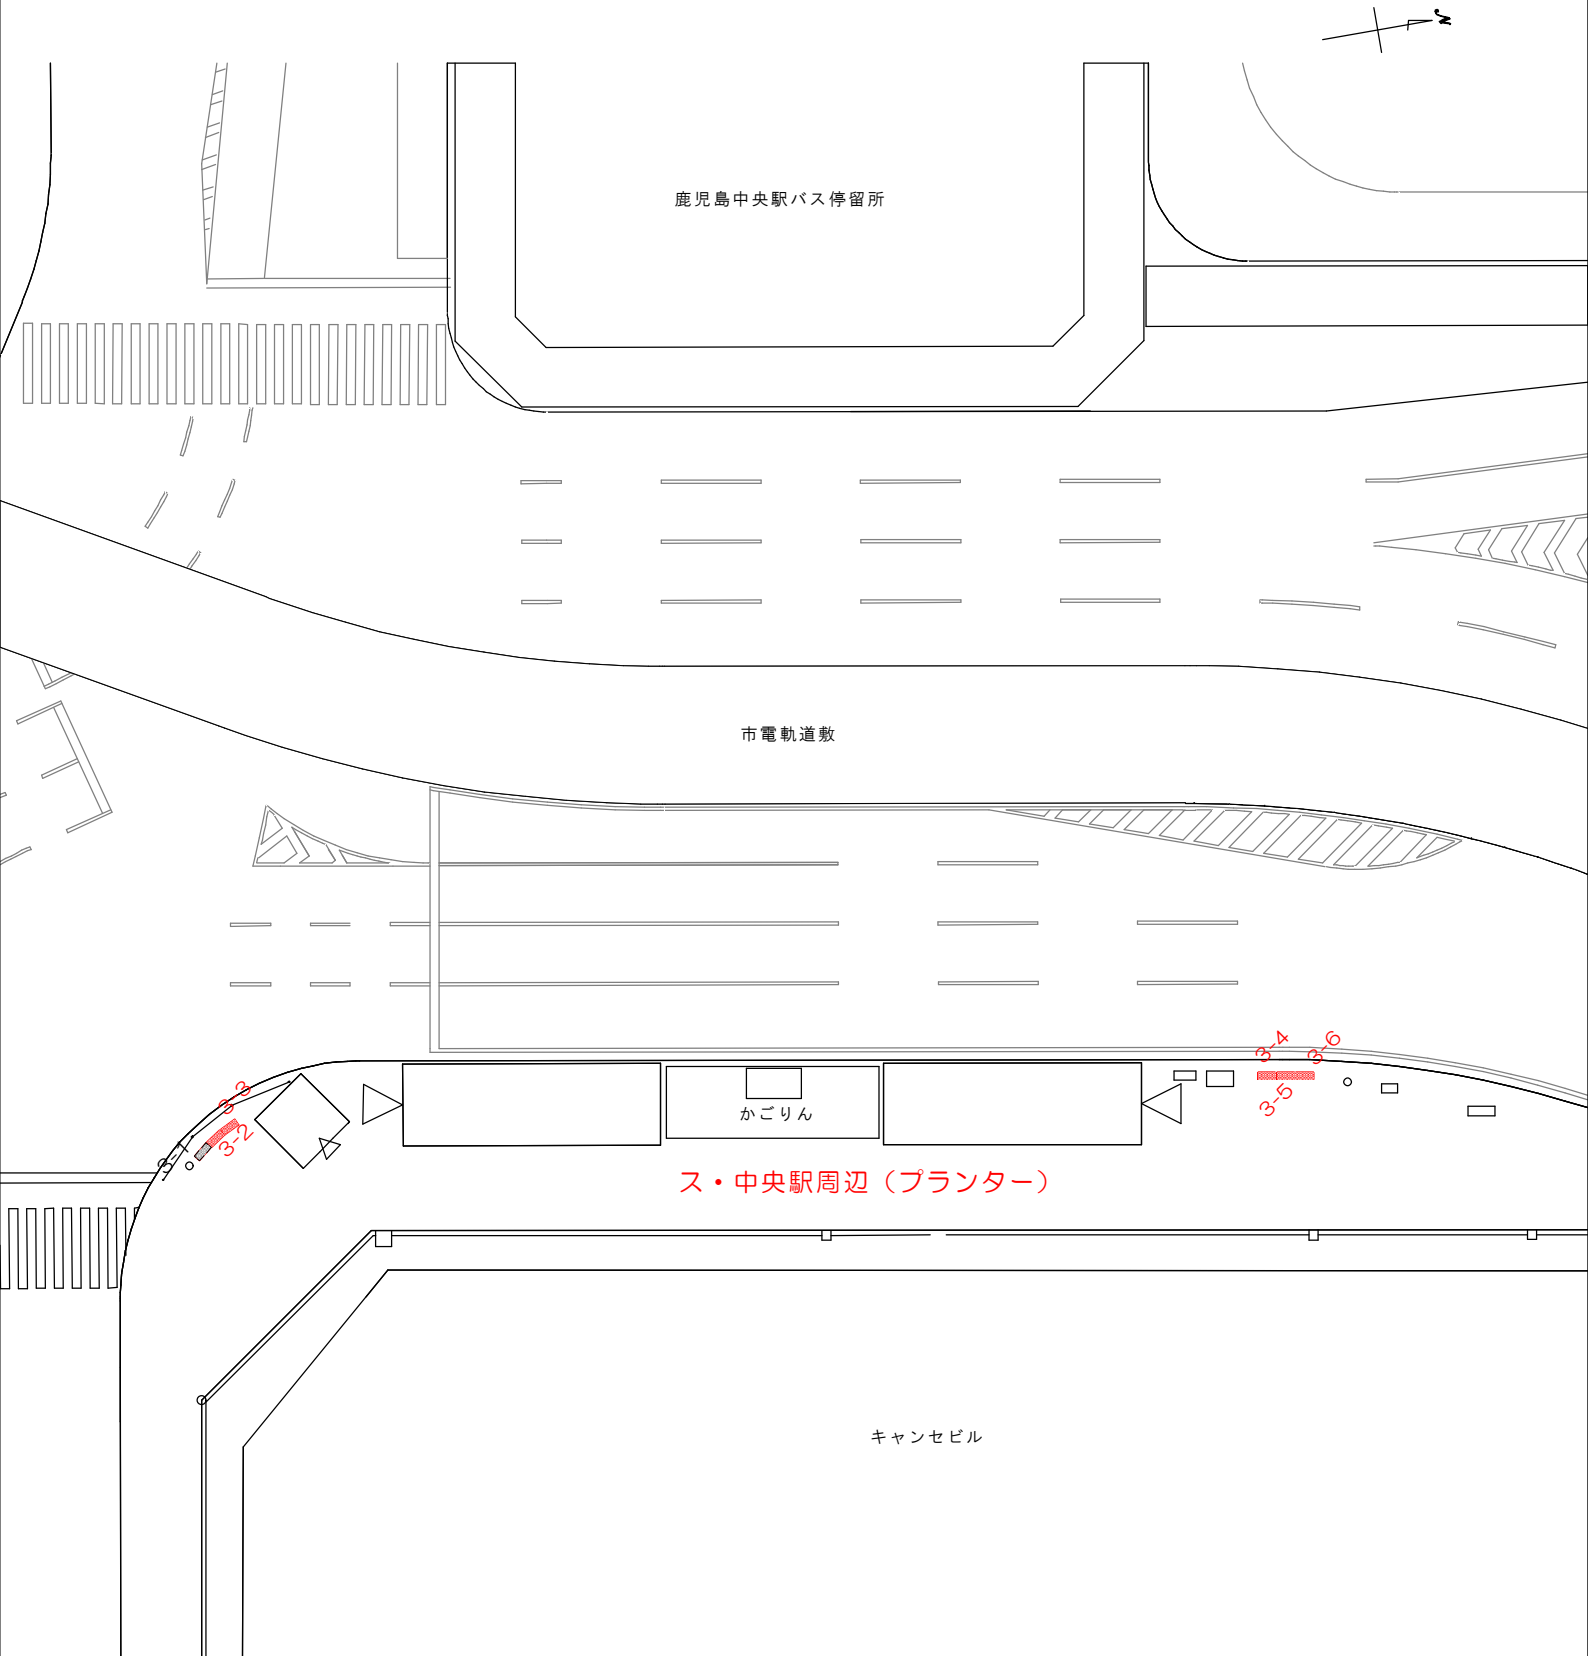 N
鹿児島中央駅バス停留所
市電軌道敷
3-4
3-6
3-5
3-3
3-2
かごりん
ス・中央駅周辺（プランター）
キャンセビル